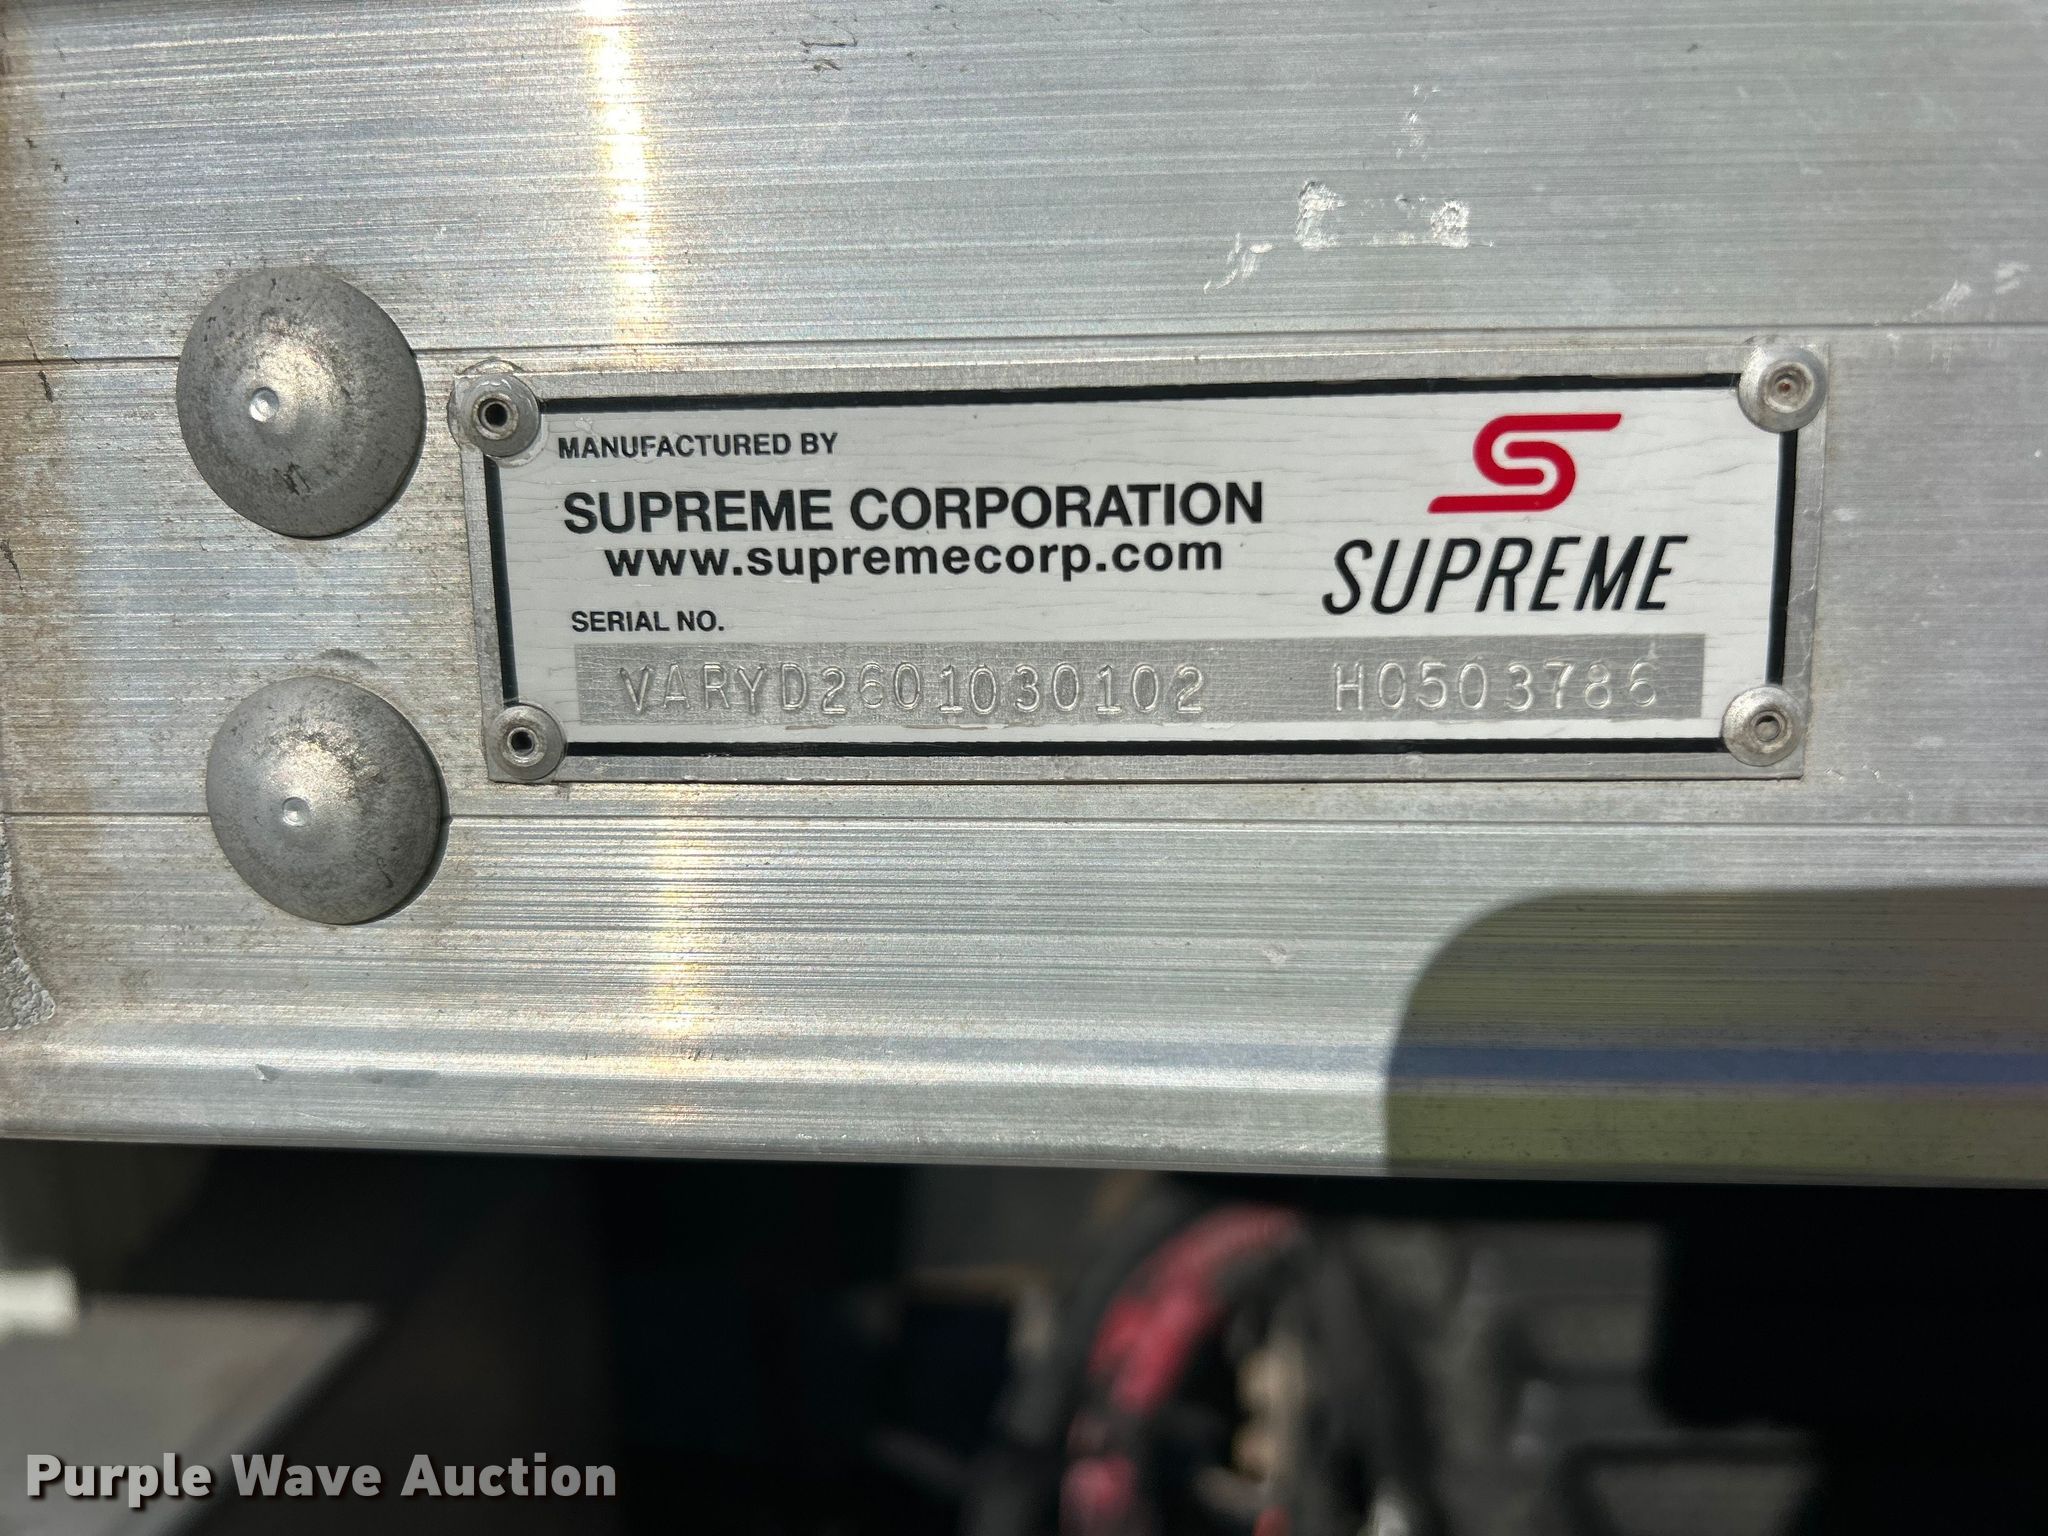 MANUFACTURED BY
SUPREME CORPORATION
www.supremecorp.com
SUPREME
SERIAL NO.
VARYD2601030102 H0503786
Purple Wave Auction